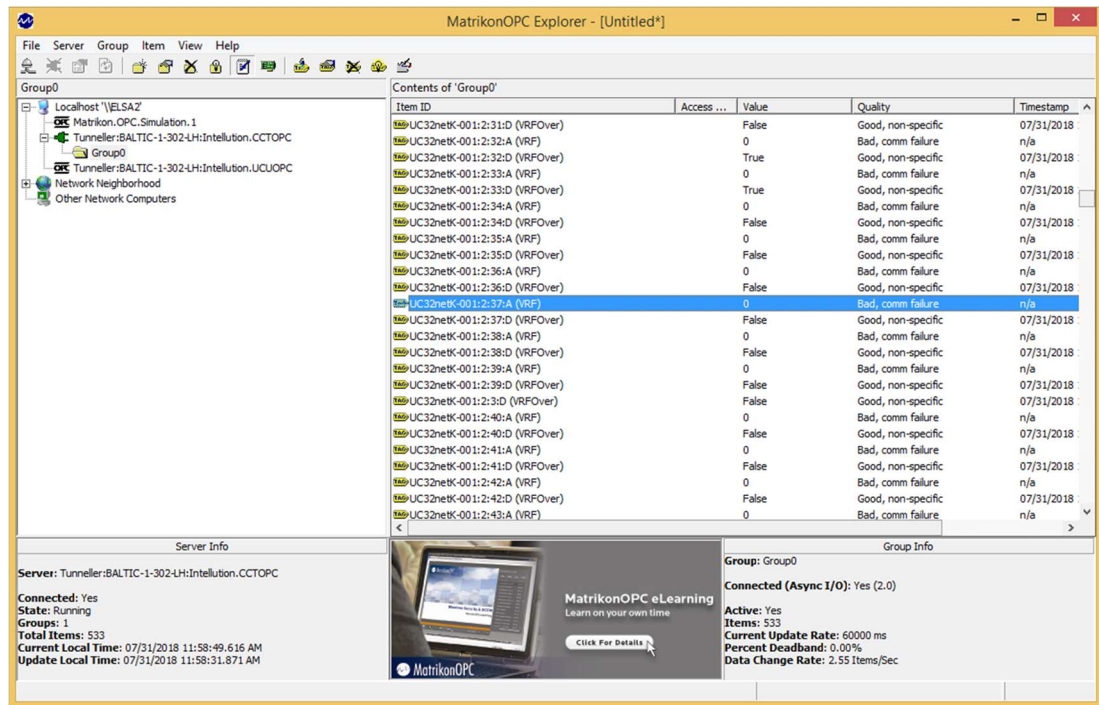 MatrikonOPC Explorer - [Untitled*]
File Server Group Item View Help
Group0
Contents of 'Group0'
Localhost '\\ELSA2'
Matrikon.OPC.Simulation.1
Tunneller:BALTIC-1-302-LH:Intellution.CCTOPC
Group0
Tunneller:BALTIC-1-302-LH:Intellution.UCUOPC
Network Neighborhood
Other Network Computers
Item ID Access ... Value Quality Timestamp
UC32netK-001:2:31:D (VRFOver) False Good, non-specific 07/31/2018
UC32netK-001:2:32:A (VRF) 0 Bad, comm failure n/a
UC32netK-001:2:32:D (VRFOver) True Good, non-specific 07/31/2018
UC32netK-001:2:33:A (VRF) 0 Bad, comm failure n/a
UC32netK-001:2:33:D (VRFOver) True Good, non-specific 07/31/2018
UC32netK-001:2:34:A (VRF) 0 Bad, comm failure n/a
UC32netK-001:2:34:D (VRFOver) False Good, non-specific 07/31/2018
UC32netK-001:2:35:A (VRF) 0 Bad, comm failure n/a
UC32netK-001:2:35:D (VRFOver) False Good, non-specific 07/31/2018
UC32netK-001:2:36:A (VRF) 0 Bad, comm failure n/a
UC32netK-001:2:36:D (VRFOver) False Good, non-specific 07/31/2018
UC32netK-001:2:37:A (VRF) 0 Bad, comm failure n/a
UC32netK-001:2:37:D (VRFOver) False Good, non-specific 07/31/2018
UC32netK-001:2:38:A (VRF) 0 Bad, comm failure n/a
UC32netK-001:2:38:D (VRFOver) False Good, non-specific 07/31/2018
UC32netK-001:2:39:A (VRF) 0 Bad, comm failure n/a
UC32netK-001:2:39:D (VRFOver) False Good, non-specific 07/31/2018
UC32netK-001:2:3:D (VRFOver) False Good, non-specific 07/31/2018
UC32netK-001:2:40:A (VRF) 0 Bad, comm failure n/a
UC32netK-001:2:40:D (VRFOver) False Good, non-specific 07/31/2018
UC32netK-001:2:41:A (VRF) 0 Bad, comm failure n/a
UC32netK-001:2:41:D (VRFOver) False Good, non-specific 07/31/2018
UC32netK-001:2:42:A (VRF) 0 Bad, comm failure n/a
UC32netK-001:2:42:D (VRFOver) False Good, non-specific 07/31/2018
UC32netK-001:2:43:A (VRF) 0 Bad, comm failure n/a
Server Info
Server: Tunneller:BALTIC-1-302-LH:Intellution.CCTOPC
Connected: Yes
State: Running
Groups: 1
Total Items: 533
Current Local Time: 07/31/2018 11:58:49.616 AM
Update Local Time: 07/31/2018 11:58:31.871 AM
MatrikonOPC eLearning
Learn on your own time
Click For Details
MatrikonOPC
Group Info
Group: Group0
Connected (Async I/O): Yes (2.0)
Active: Yes
Items: 533
Current Update Rate: 60000 ms
Percent Deadband: 0.00%
Data Change Rate: 2.55 Items/Sec